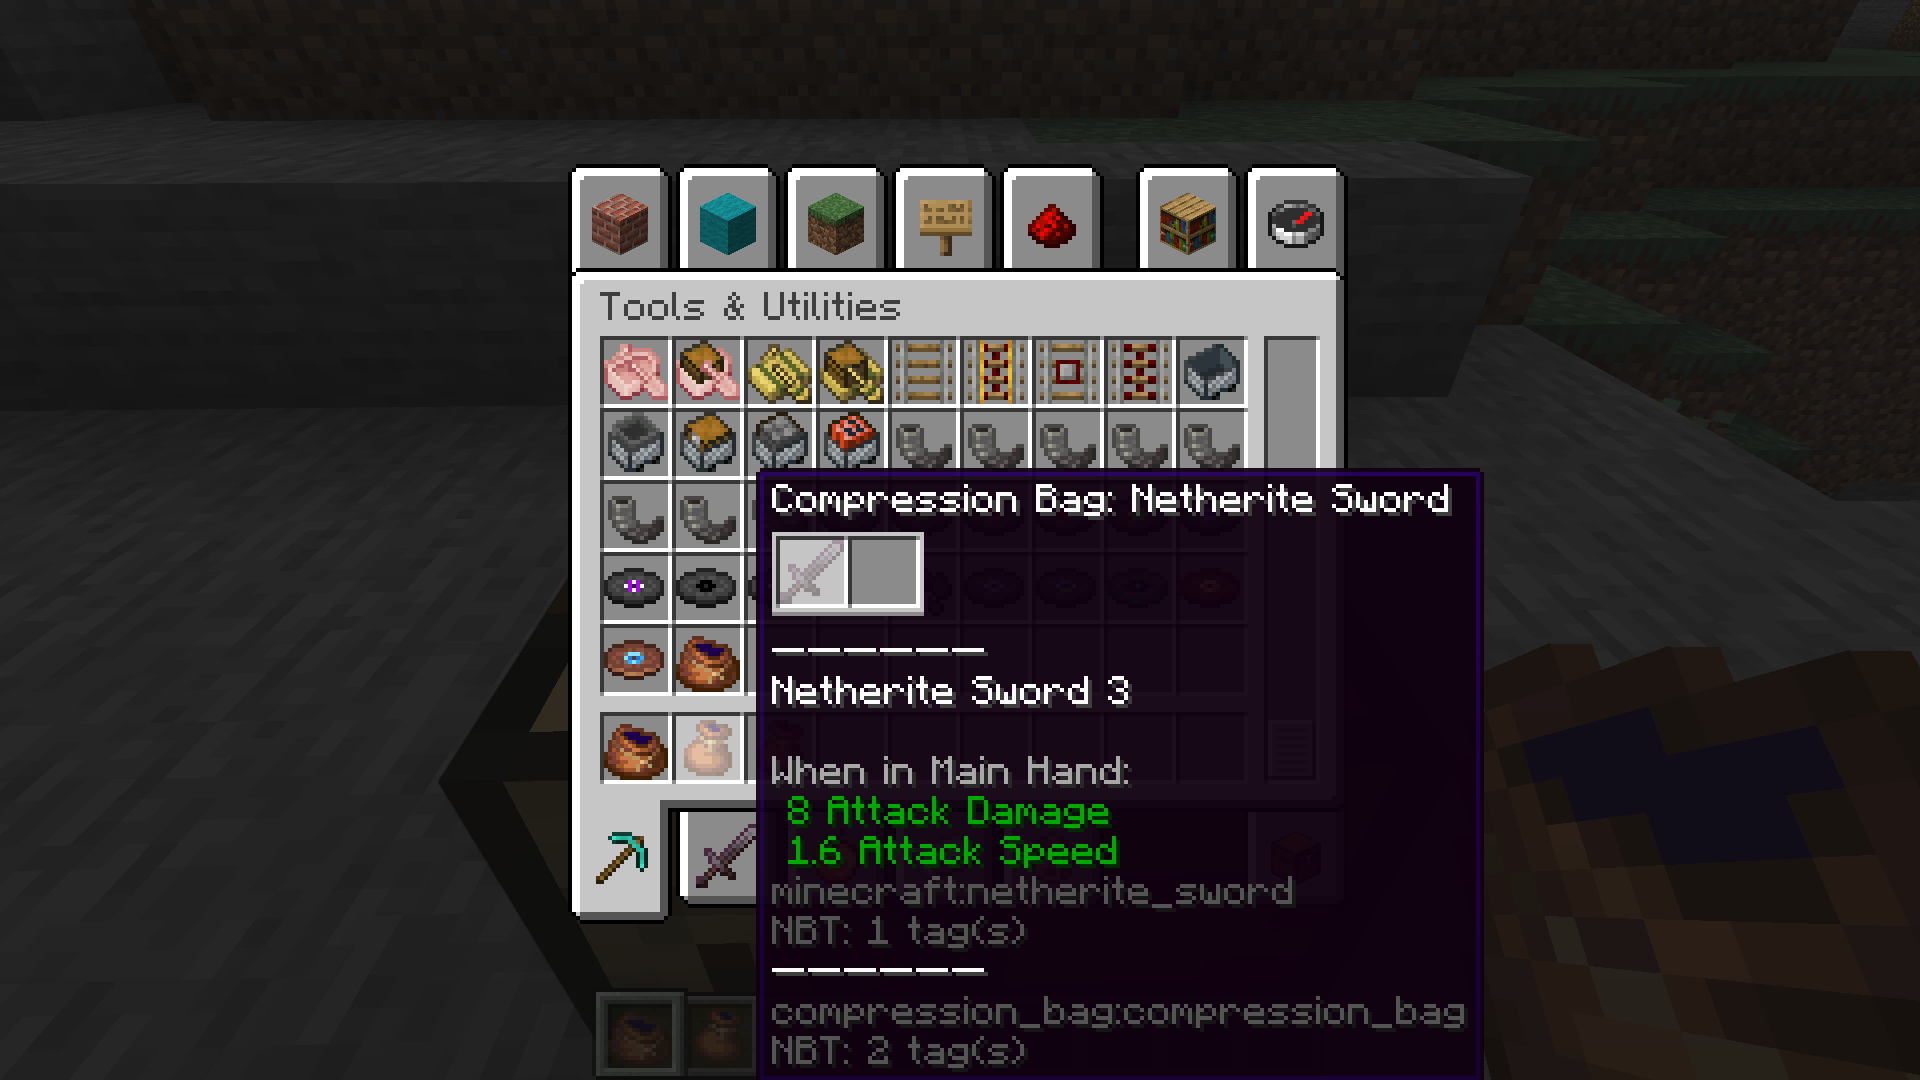 Tools & Utilities
Compression Bag: Netherite Sword
Netherite Sword 3
When in Main Hand:
8 Attack Damage
1.6 Attack Speed
minecraft:netherite_sword
NBT: 1 tag(s)
compression_bag:compression_bag
NBT: 2 tag(s)